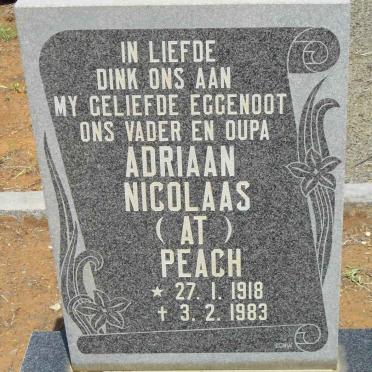 IN LIEFDE
DINK ONS AAN
MY GELIEFDE EGGENOOT
ONS VADER EN OUPA
ADRIAAN
NICOLAAS
( AT )
PEACH
★ 27. 1. 1918
✝ 3. 2. 1983